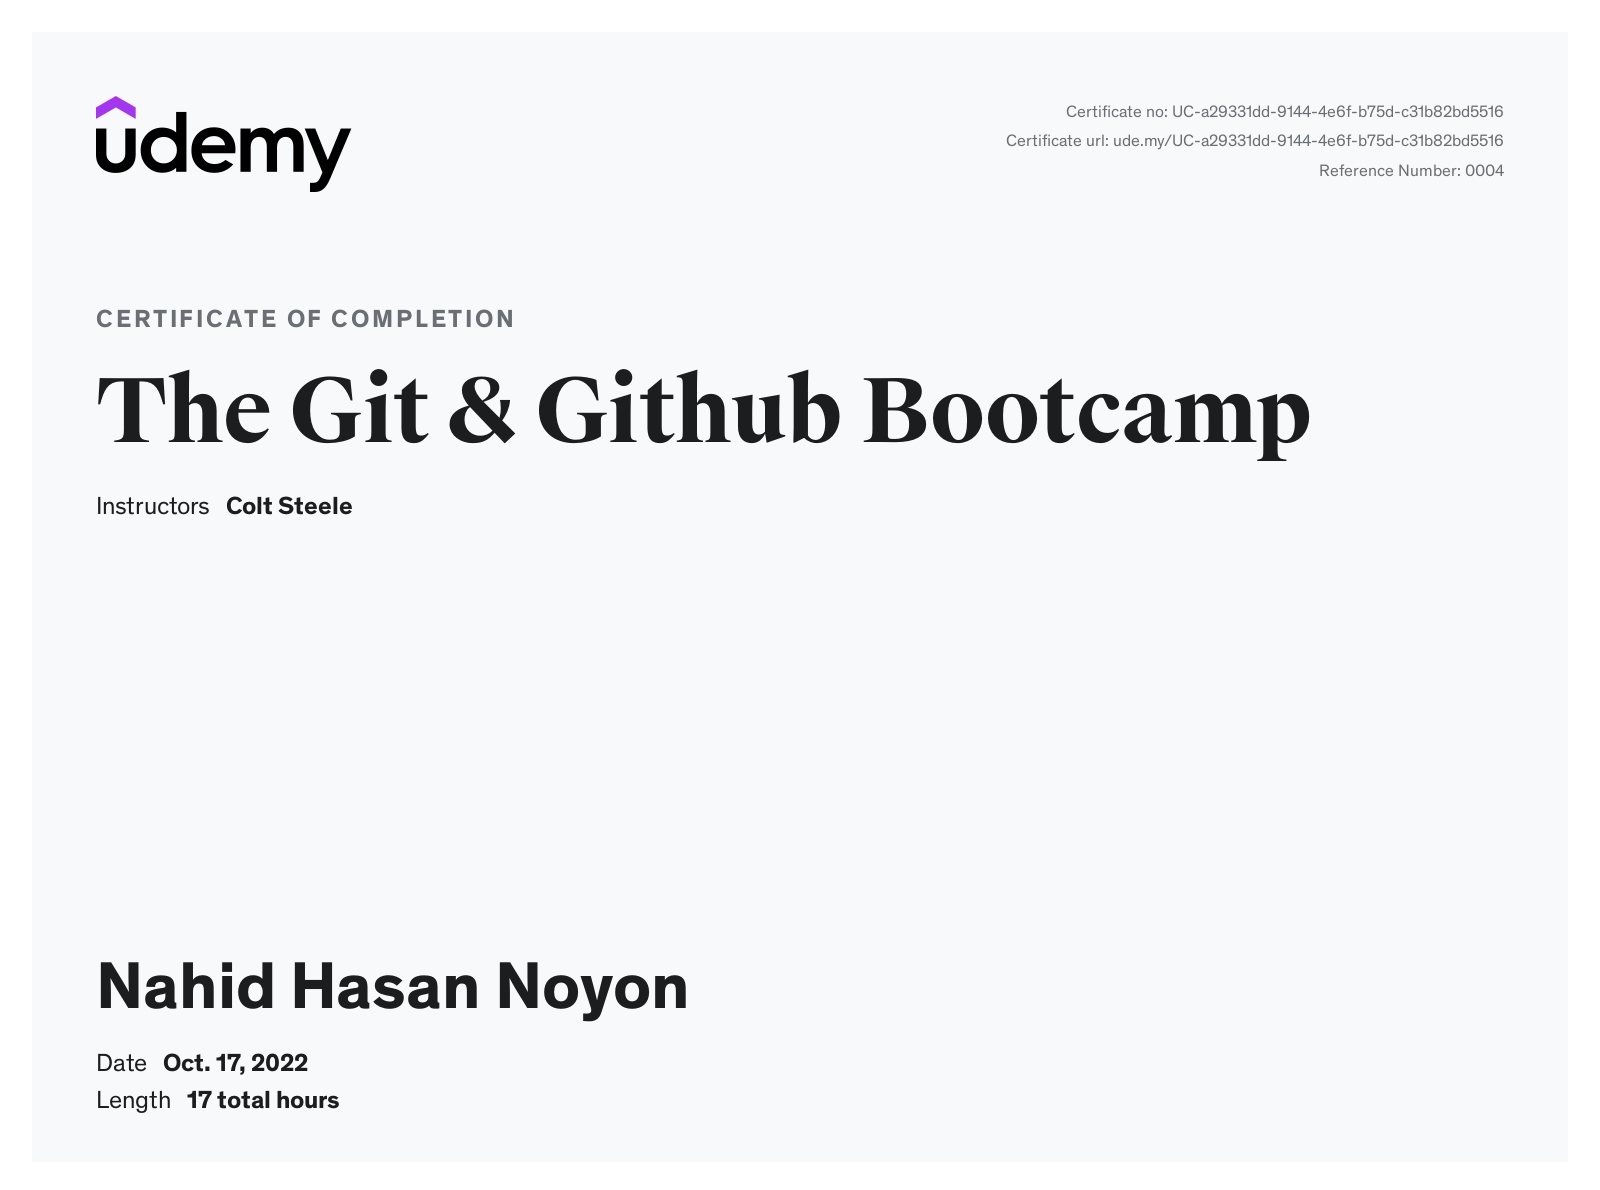 udemy
Certificate no: UC-a29331dd-9144-4e6f-b75d-c31b82bd5516
Certificate url: ude.my/UC-a29331dd-9144-4e6f-b75d-c31b82bd5516
Reference Number: 0004
CERTIFICATE OF COMPLETION
The Git & Github Bootcamp
Instructors Colt Steele
Nahid Hasan Noyon
Date Oct. 17, 2022
Length 17 total hours